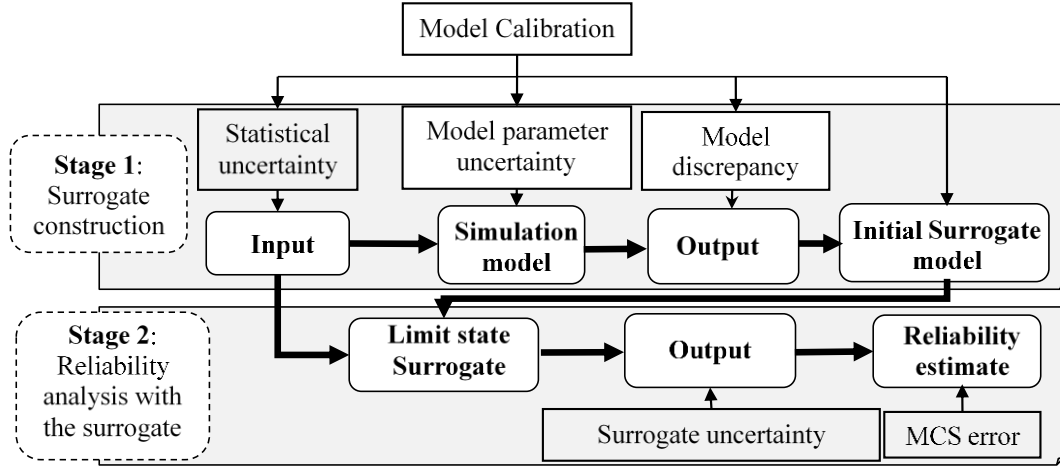 Model Calibration
Statistical
uncertainty
Model parameter
uncertainty
Model
discrepancy
Stage 1:
Surrogate
construction
Input
Simulation
model
Output
Initial Surrogate
model
Stage 2:
Reliability
analysis with
the surrogate
Limit state
Surrogate
Output
Reliability
estimate
Surrogate uncertainty
MCS error